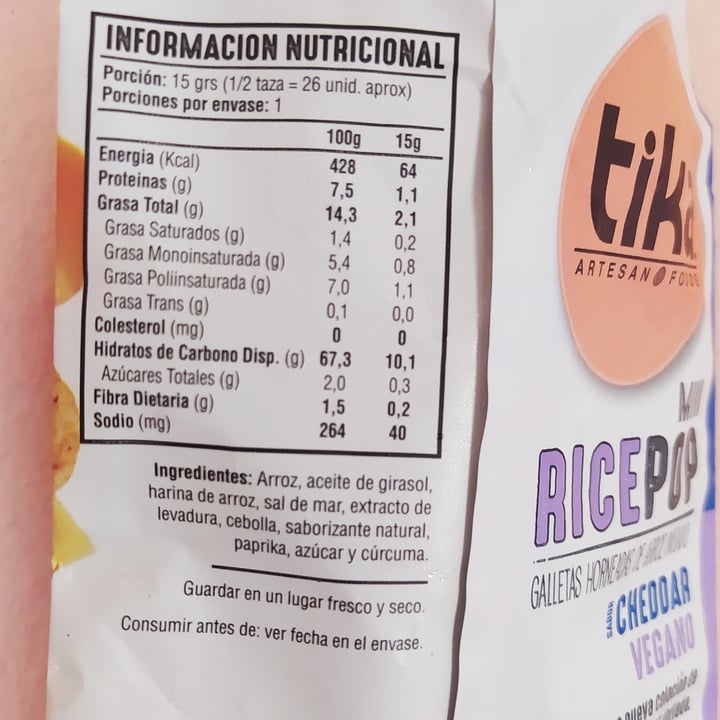 INFORMACION NUTRICIONAL
Porción: 15 grs (1/2 taza = 26 unid. aprox)
Porciones por envase: 1
100g 15g
Energia (Kcal) 428 64
Proteinas (g) 7,5 1,1
Grasa Total (g) 14,3 2,1
Grasa Saturados (g) 1,4 0,2
Grasa Monoinsaturada (g) 5,4 0,8
Grasa Poliinsaturada (g) 7,0 1,1
Grasa Trans (g) 0,1 0,0
Colesterol (mg) 0 0
Hidratos de Carbono Disp. (g) 67,3 10,1
Azúcares Totales (g) 2,0 0,3
Fibra Dietaria (g) 1,5 0,2
Sodio (mg) 264 40
Ingredientes: Arroz, aceite de girasol,
harina de arroz, sal de mar, extracto de
levadura, cebolla, saborizante natural,
paprika, azúcar y cúrcuma.
Guardar en un lugar fresco y seco.
Consumir antes de: ver fecha en el envase.
tika
ARTESAN FOODS
RICEPOP
GALLETAS HORNEADAS DE ARROZ
SABOR CHEDDAR
VEGANO
nueva colación de